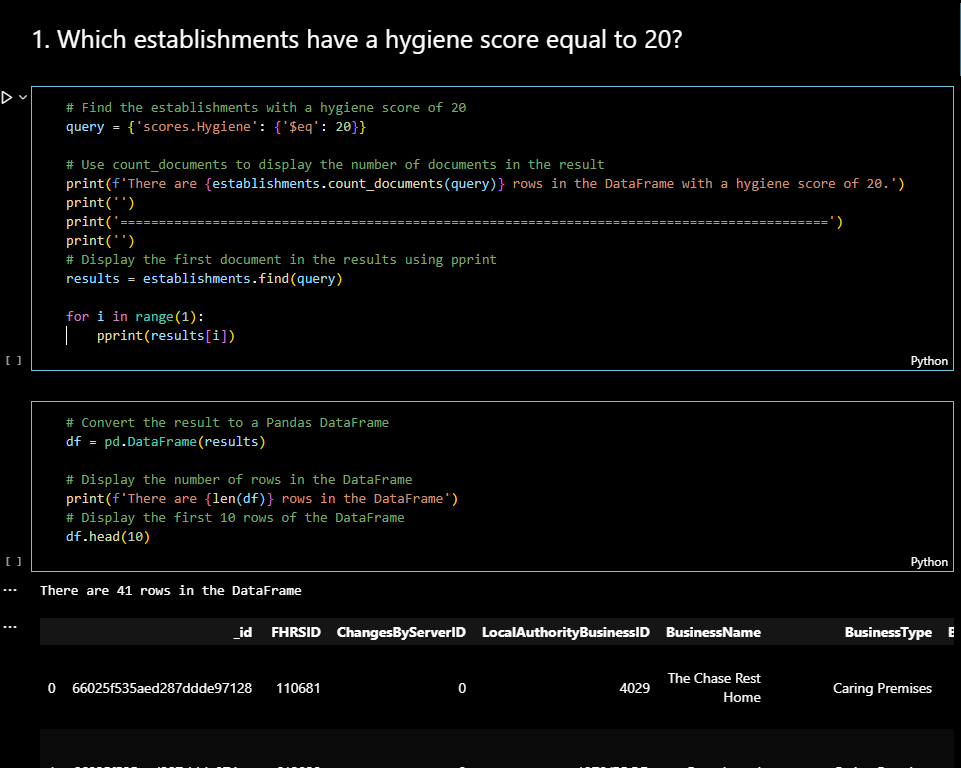 1. Which establishments have a hygiene score equal to 20?
# Find the establishments with a hygiene score of 20
query = {'scores.Hygiene': {'$eq': 20}}
# Use count_documents to display the number of documents in the result
print(f'There are {establishments.count_documents(query)} rows in the DataFrame with a hygiene score of 20.')
print('')
print('============================================================================================')
print('')
# Display the first document in the results using pprint
results = establishments.find(query)
for i in range(1):
pprint(results[i])
[ ]
Python
# Convert the result to a Pandas DataFrame
df = pd.DataFrame(results)
# Display the number of rows in the DataFrame
print(f'There are {len(df)} rows in the DataFrame')
# Display the first 10 rows of the DataFrame
df.head(10)
[ ]
Python
... There are 41 rows in the DataFrame
... _id FHRSID ChangesByServerID LocalAuthorityBusinessID BusinessName BusinessType
0 66025f535aed287ddde97128 110681 0 4029 The Chase Rest Home Caring Premises